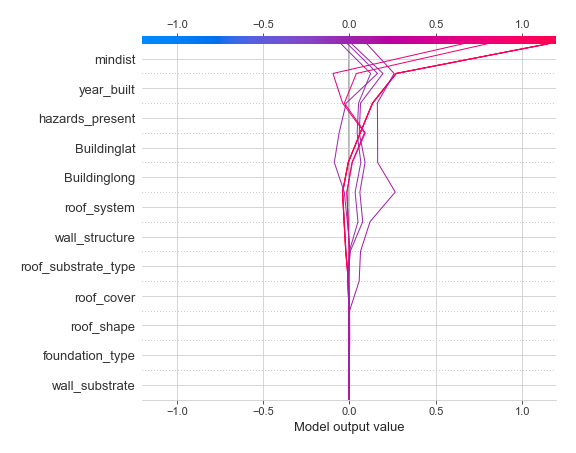 −1.0 −0.5 0.0 0.5 1.0
mindist
year_built
hazards_present
Buildinglat
Buildinglong
roof_system
wall_structure
roof_substrate_type
roof_cover
roof_shape
foundation_type
wall_substrate
−1.0 −0.5 0.0 0.5 1.0
Model output value